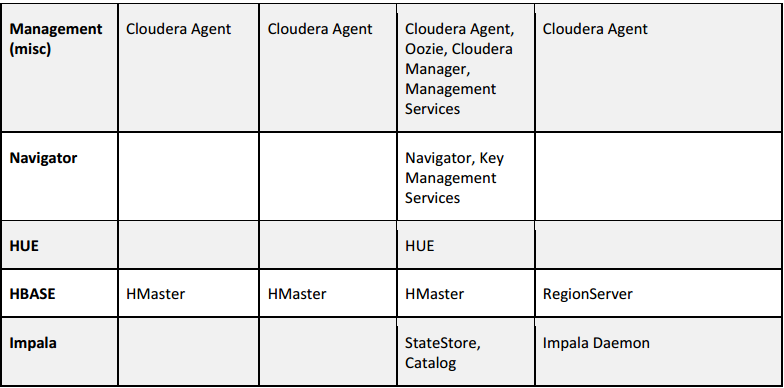 Management Cloudera Agent Cloudera Agent Cloudera Agent, Cloudera Agent
(misc) Oozie, Cloudera
Manager,
Management
Services
Navigator Navigator, Key
Management
Services
HUE HUE
HBASE HMaster HMaster HMaster RegionServer
Impala StateStore, Impala Daemon
Catalog